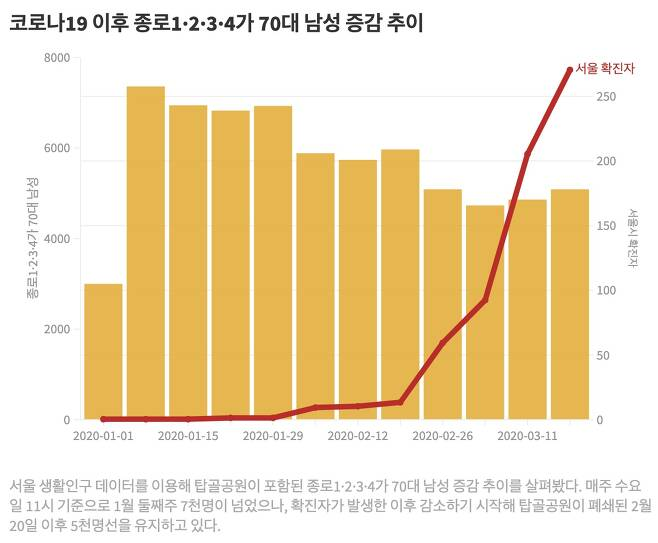 코로나19 이후 종로1·2·3·4가 70대 남성 증감 추이
8000
6000
4000
2000
0
종로1·2·3·4가 70대 남성
서울 확진자
250
200
150
100
50
0
서울시 확진자
2020-01-01
2020-01-15
2020-01-29
2020-02-12
2020-02-26
2020-03-11
서울 생활인구 데이터를 이용해 탑골공원이 포함된 종로1·2·3·4가 70대 남성 증감 추이를 살펴봤다. 매주 수요
일 11시 기준으로 1월 둘째주 7천명이 넘었으나, 확진자가 발생한 이후 감소하기 시작해 탑골공원이 폐쇄된 2월
20일 이후 5천명선을 유지하고 있다.